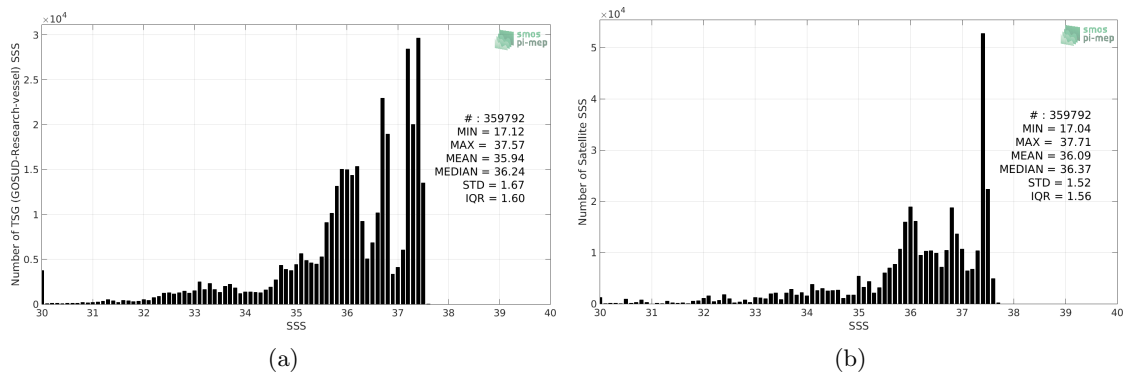 ×10⁴
3
2.5
2
1.5
1
0.5
0
Number of TSG (GOSUD-Research-vessel) SSS
smos
pi-mep
# : 359792
MIN = 17.12
MAX = 37.57
MEAN = 35.94
MEDIAN = 36.24
STD = 1.67
IQR = 1.60
30 31 32 33 34 35 36 37 38 39 40
SSS
(a)
×10⁴
5
4
3
2
1
0
Number of Satellite SSS
smos
pi-mep
# : 359792
MIN = 17.04
MAX = 37.71
MEAN = 36.09
MEDIAN = 36.37
STD = 1.52
IQR = 1.56
30 31 32 33 34 35 36 37 38 39 40
SSS
(b)